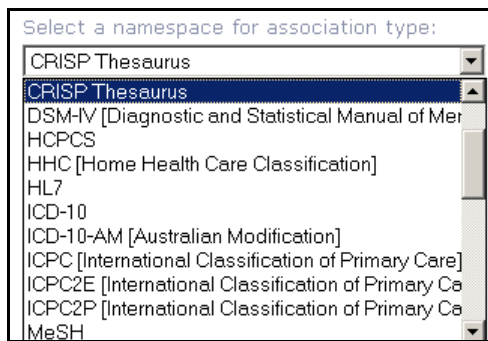 Select a namespace for association type:
CRISP Thesaurus
CRISP Thesaurus
DSM-IV [Diagnostic and Statistical Manual of Mer
HCPCS
HHC [Home Health Care Classification]
HL7
ICD-10
ICD-10-AM [Australian Modification]
ICPC [International Classification of Primary Care]
ICPC2E [International Classification of Primary Ca
ICPC2P [International Classification of Primary Ca
MeSH